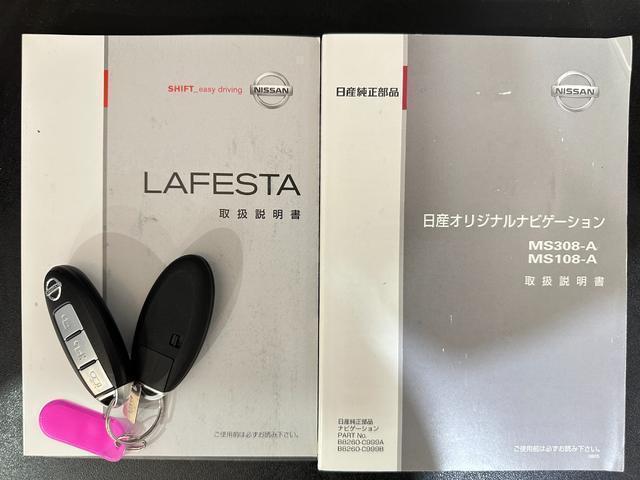 SHIFT_easy driving
NISSAN
LAFESTA
取扱説明書
ご使用前は必ずお読み下さい。
日産純正部品
NISSAN
日産オリジナルナビゲーション
MS308-A
MS108-A
取扱説明書
日産純正部品
ナビゲーション
PART No.
B8260-C999A
B8260-C999B
ご使用前は必ずお読み下さい。